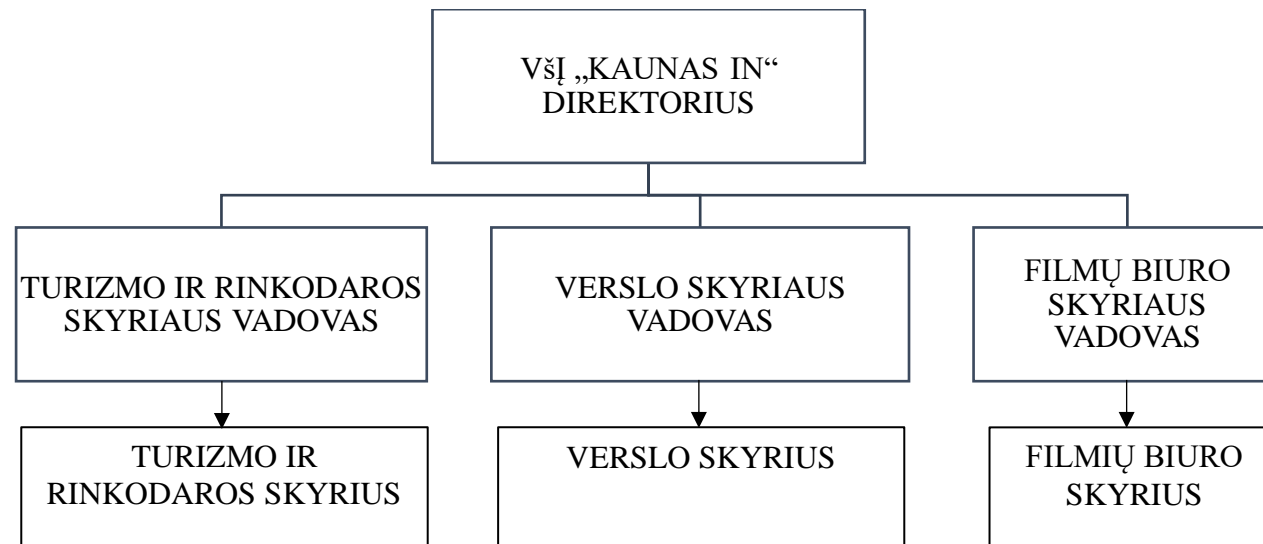 VšĮ „KAUNAS IN“
DIREKTORIUS
TURIZMO IR RINKODAROS
SKYRIAUS VADOVAS
VERSLO SKYRIAUS
VADOVAS
FILMŲ BIURO
SKYRIAUS
VADOVAS
TURIZMO IR
RINKODAROS SKYRIUS
VERSLO SKYRIUS
FILMIŲ BIURO
SKYRIUS